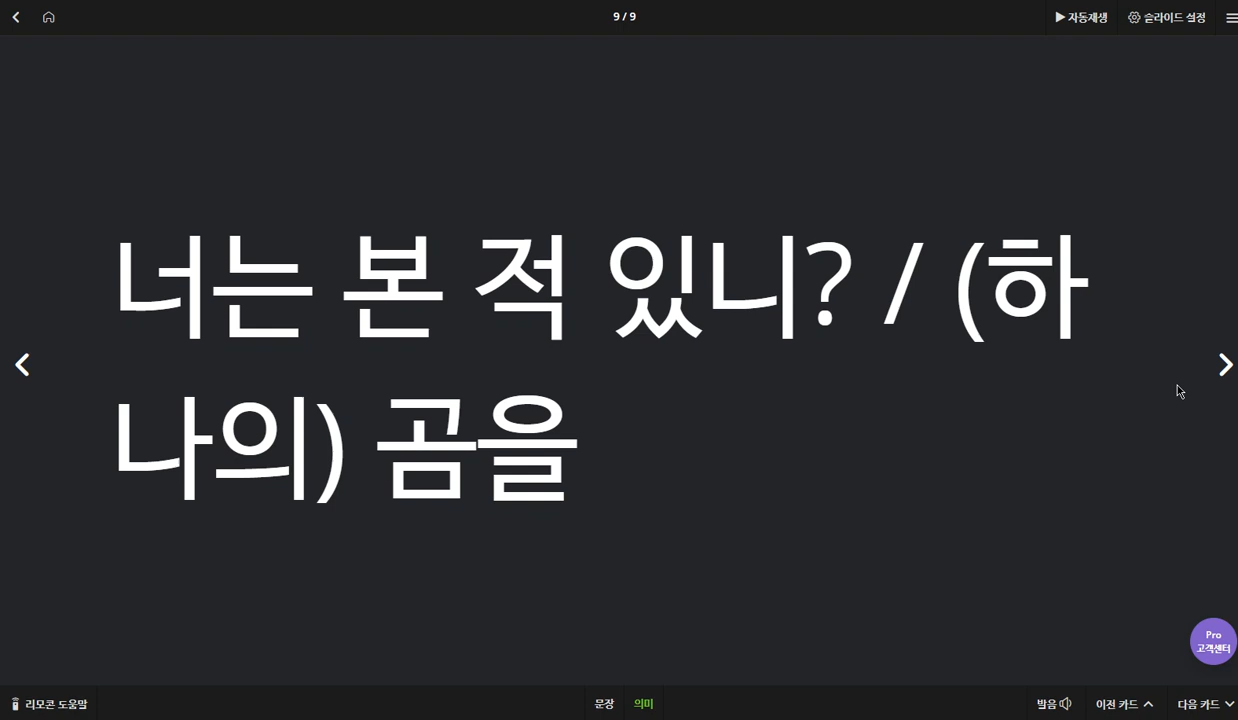 9 / 9
자동재생
슬라이드 설정
너는 본 적 있니? / (하
나의) 곰을
Pro
고객센터
리모콘 도움말
문장
의미
발음
이전 카드
다음 카드